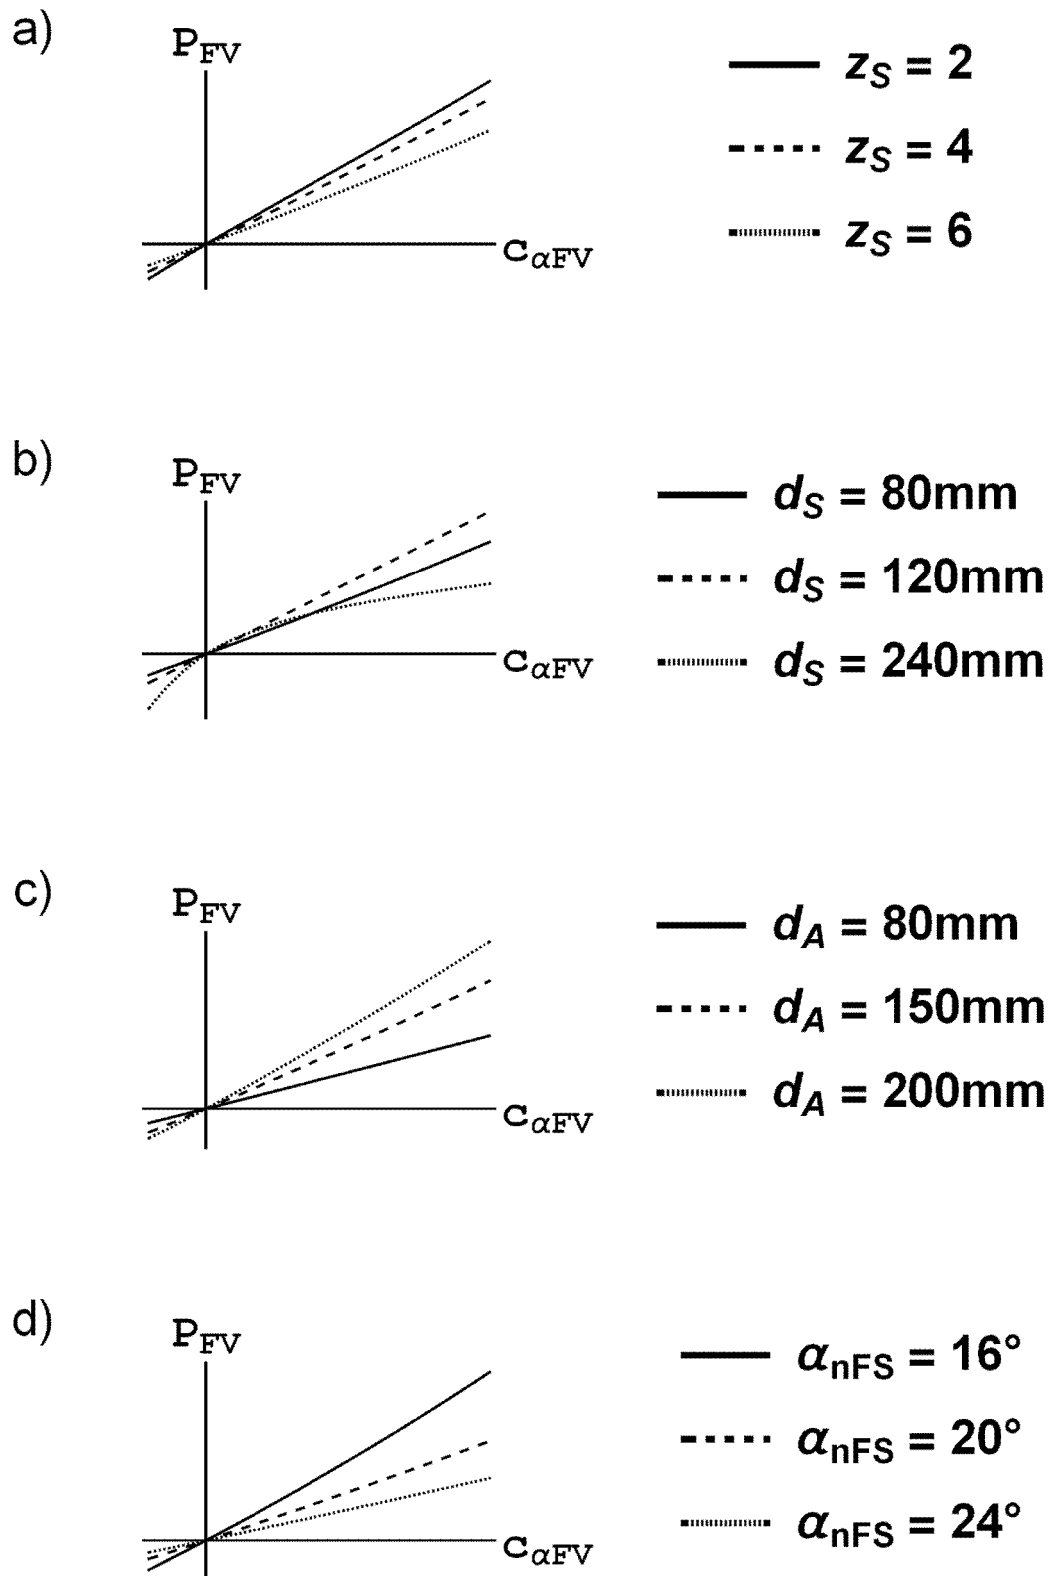 a)
PFV
cαFV
zS = 2
zS = 4
zS = 6
b)
PFV
cαFV
dS = 80mm
dS = 120mm
dS = 240mm
c)
PFV
cαFV
dA = 80mm
dA = 150mm
dA = 200mm
d)
PFV
cαFV
αnFS = 16°
αnFS = 20°
αnFS = 24°